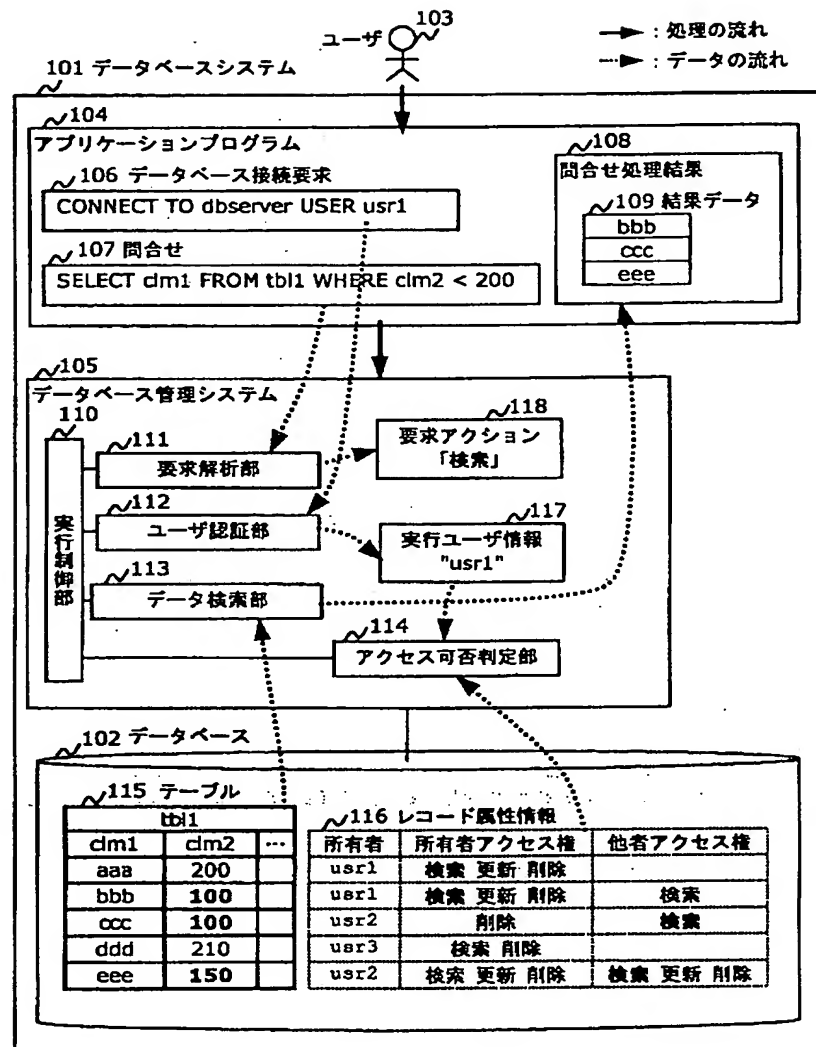 ユーザ 103
→ : 処理の流れ
⋯▶ : データの流れ
101 データベースシステム
104
アプリケーションプログラム
106 データベース接続要求
CONNECT TO dbserver USER usr1
107 問合せ
SELECT clm1 FROM tbl1 WHERE clm2 < 200
108
問合せ処理結果
109 結果データ
bbb
ccc
eee
105
データベース管理システム
110
実行制御部
111
要求解析部
118
要求アクション
「検索」
112
ユーザ認証部
117
実行ユーザ情報
"usr1"
113
データ検索部
114
アクセス可否判定部
102 データベース
115 テーブル
tbl1
clm1 clm2 …
aaa 200
bbb 100
ccc 100
ddd 210
eee 150
116 レコード属性情報
所有者 所有者アクセス権 他者アクセス権
usr1 検索 更新 削除
usr1 検索 更新 削除 検索
usr2 削除 検索
usr3 検索 削除
usr2 検索 更新 削除 検索 更新 削除